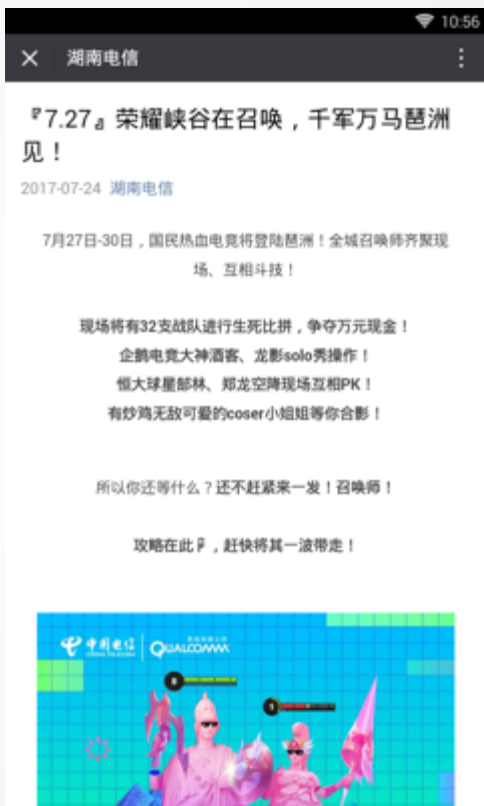 10:56
湖南电信
『7.27』荣耀峡谷在召唤，千军万马琶洲
见！
2017-07-24 湖南电信
7月27日-30日，国民热血电竞将登陆琶洲！全城召唤师齐聚现
场、互相斗技！
现场将有32支战队进行生死比拼，争夺万元现金！
企鹅电竞大神酒客、龙影solo秀操作！
恒大球星郜林、郑龙空降现场互相PK！
有炒鸡无敌可爱的coser小姐姐等你合影！
所以你还等什么？还不赶紧来一发！召唤师！
攻略在此☟，赶快将其一波带走！
中国电信
QUALCOMM